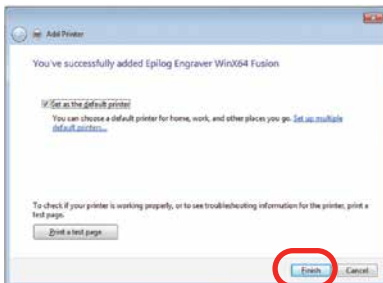 Add Printer
You've successfully added Epilog Engraver WinX64 Fusion
Set as the default printer
You can choose a default printer for home, work, and other places you go. Set up multiple
default printers...
To check if your printer is working properly, or to see troubleshooting information for the printer, print a
test page.
Print a test page
Finish Cancel